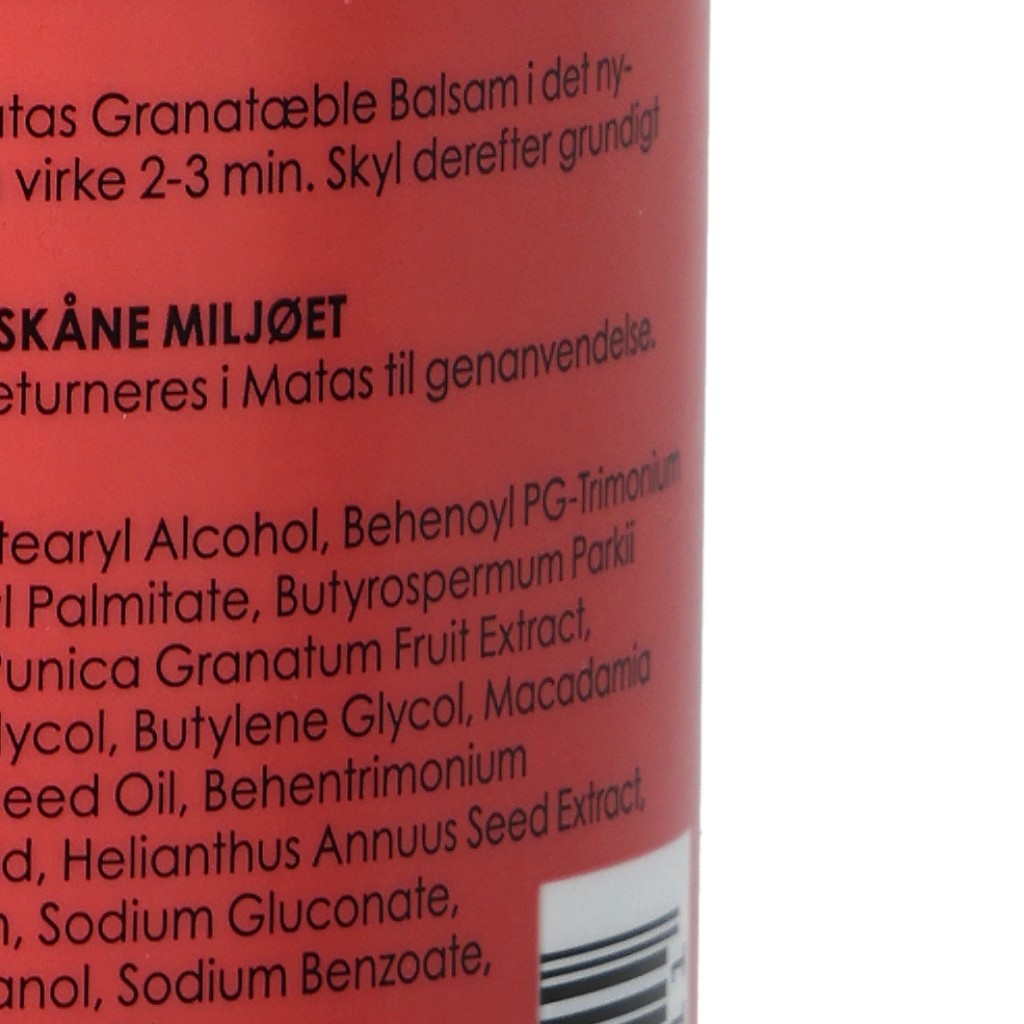 Granatæble Balsam i det ny-
virke 2-3 min. Skyl derefter grundigt
SKÅNE MILJØET
eturneres i Matas til genanvendelse.
tearyl Alcohol, Behenoyl PG-Trimonium
l Palmitate, Butyrospermum Parkii
Punica Granatum Fruit Extract,
lycol, Butylene Glycol, Macadamia
eed Oil, Behentrimonium
d, Helianthus Annuus Seed Extract,
n, Sodium Gluconate,
anol, Sodium Benzoate,